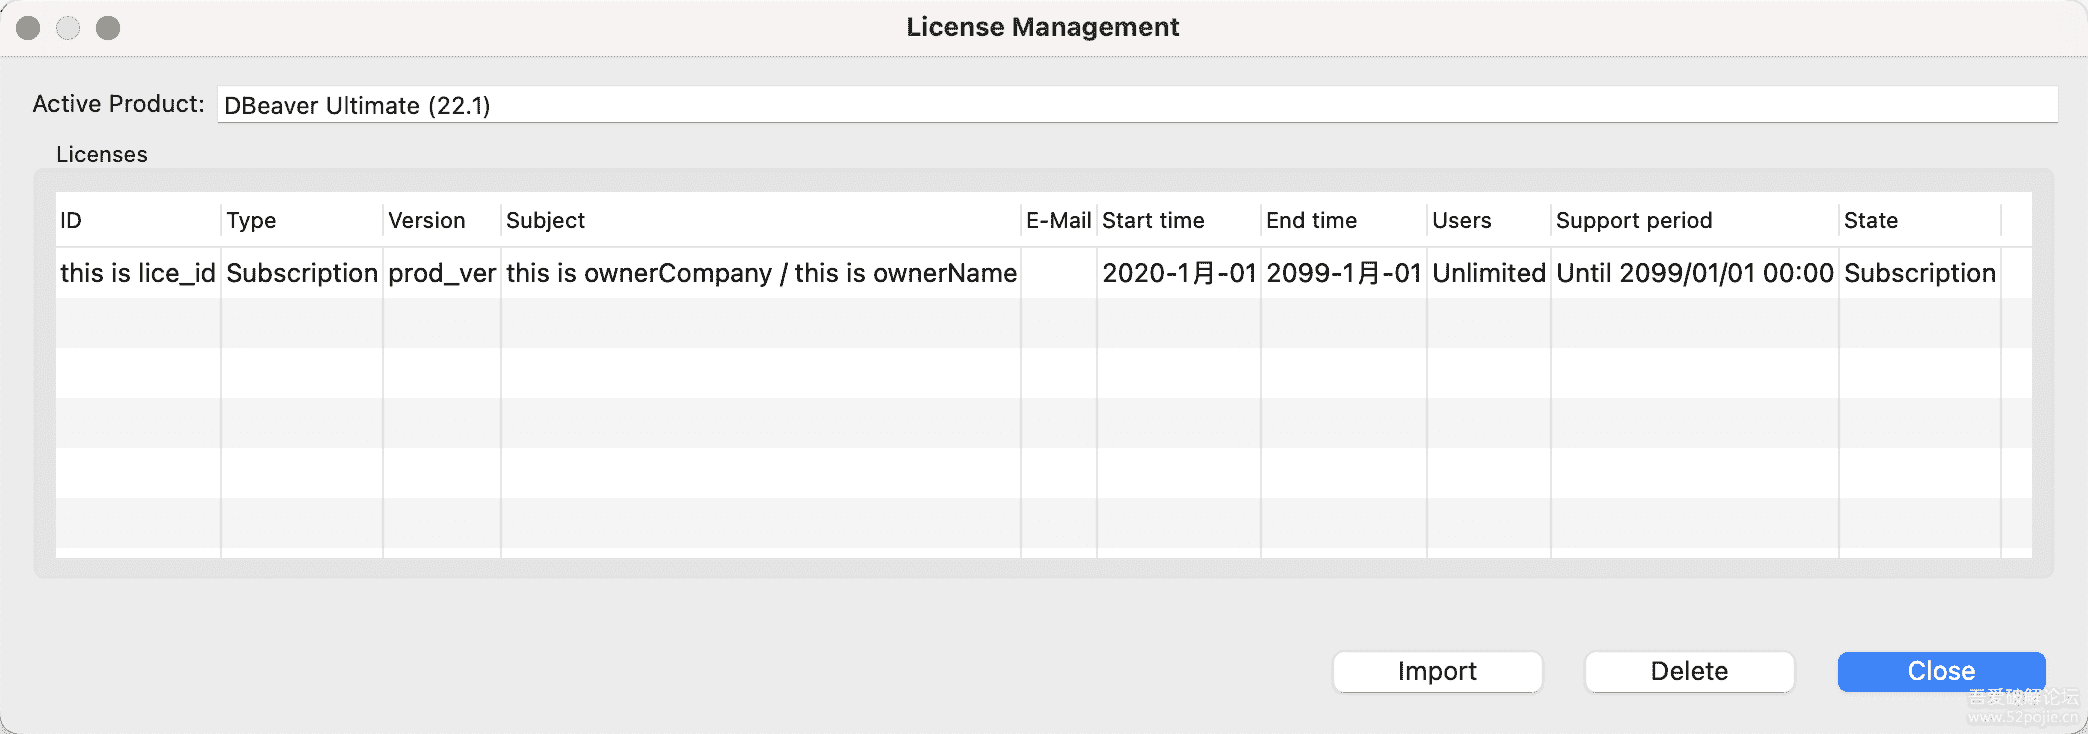 License Management
Active Product: DBeaver Ultimate (22.1)
Licenses
ID Type Version Subject E-Mail Start time End time Users Support period State
this is lice_id Subscription prod_ver this is ownerCompany / this is ownerName 2020-1月-01 2099-1月-01 Unlimited Until 2099/01/01 00:00 Subscription
Import Delete Close
吾爱破解论坛
www.52pojie.cn